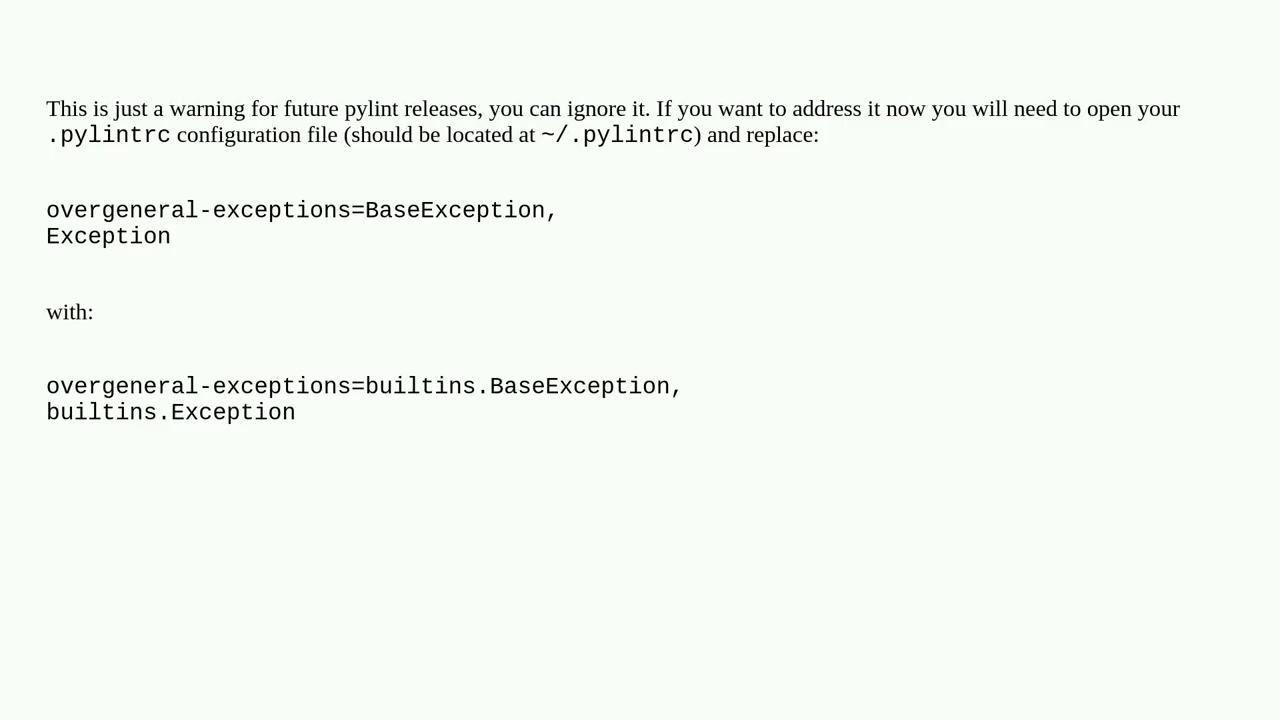 This is just a warning for future pylint releases, you can ignore it. If you want to address it now you will need to open your
.pylintrc configuration file (should be located at ~/.pylintrc) and replace:
overgeneral-exceptions=BaseException,
Exception
with:
overgeneral-exceptions=builtins.BaseException,
builtins.Exception